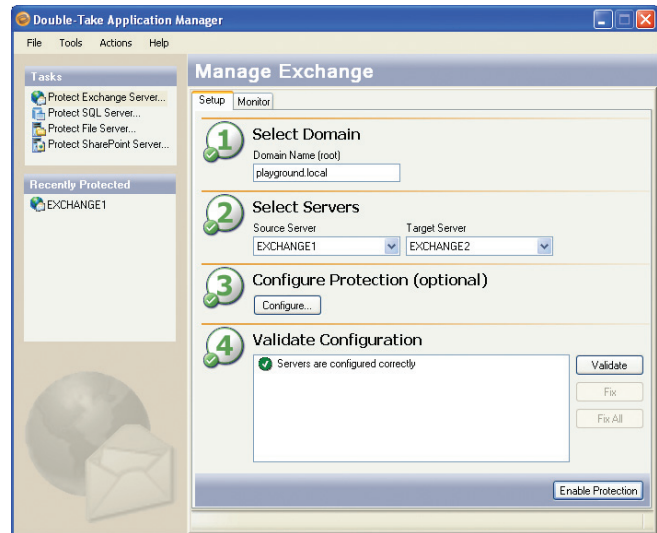 Double-Take Application Manager
File Tools Actions Help
Tasks
Protect Exchange Server...
Protect SQL Server...
Protect File Server...
Protect SharePoint Server...
Recently Protected
EXCHANGE1
Manage Exchange
Setup Monitor
1 Select Domain
Domain Name (root)
playground.local
2 Select Servers
Source Server Target Server
EXCHANGE1 EXCHANGE2
3 Configure Protection (optional)
Configure...
4 Validate Configuration
Servers are configured correctly
Validate
Fix
Fix All
Enable Protection